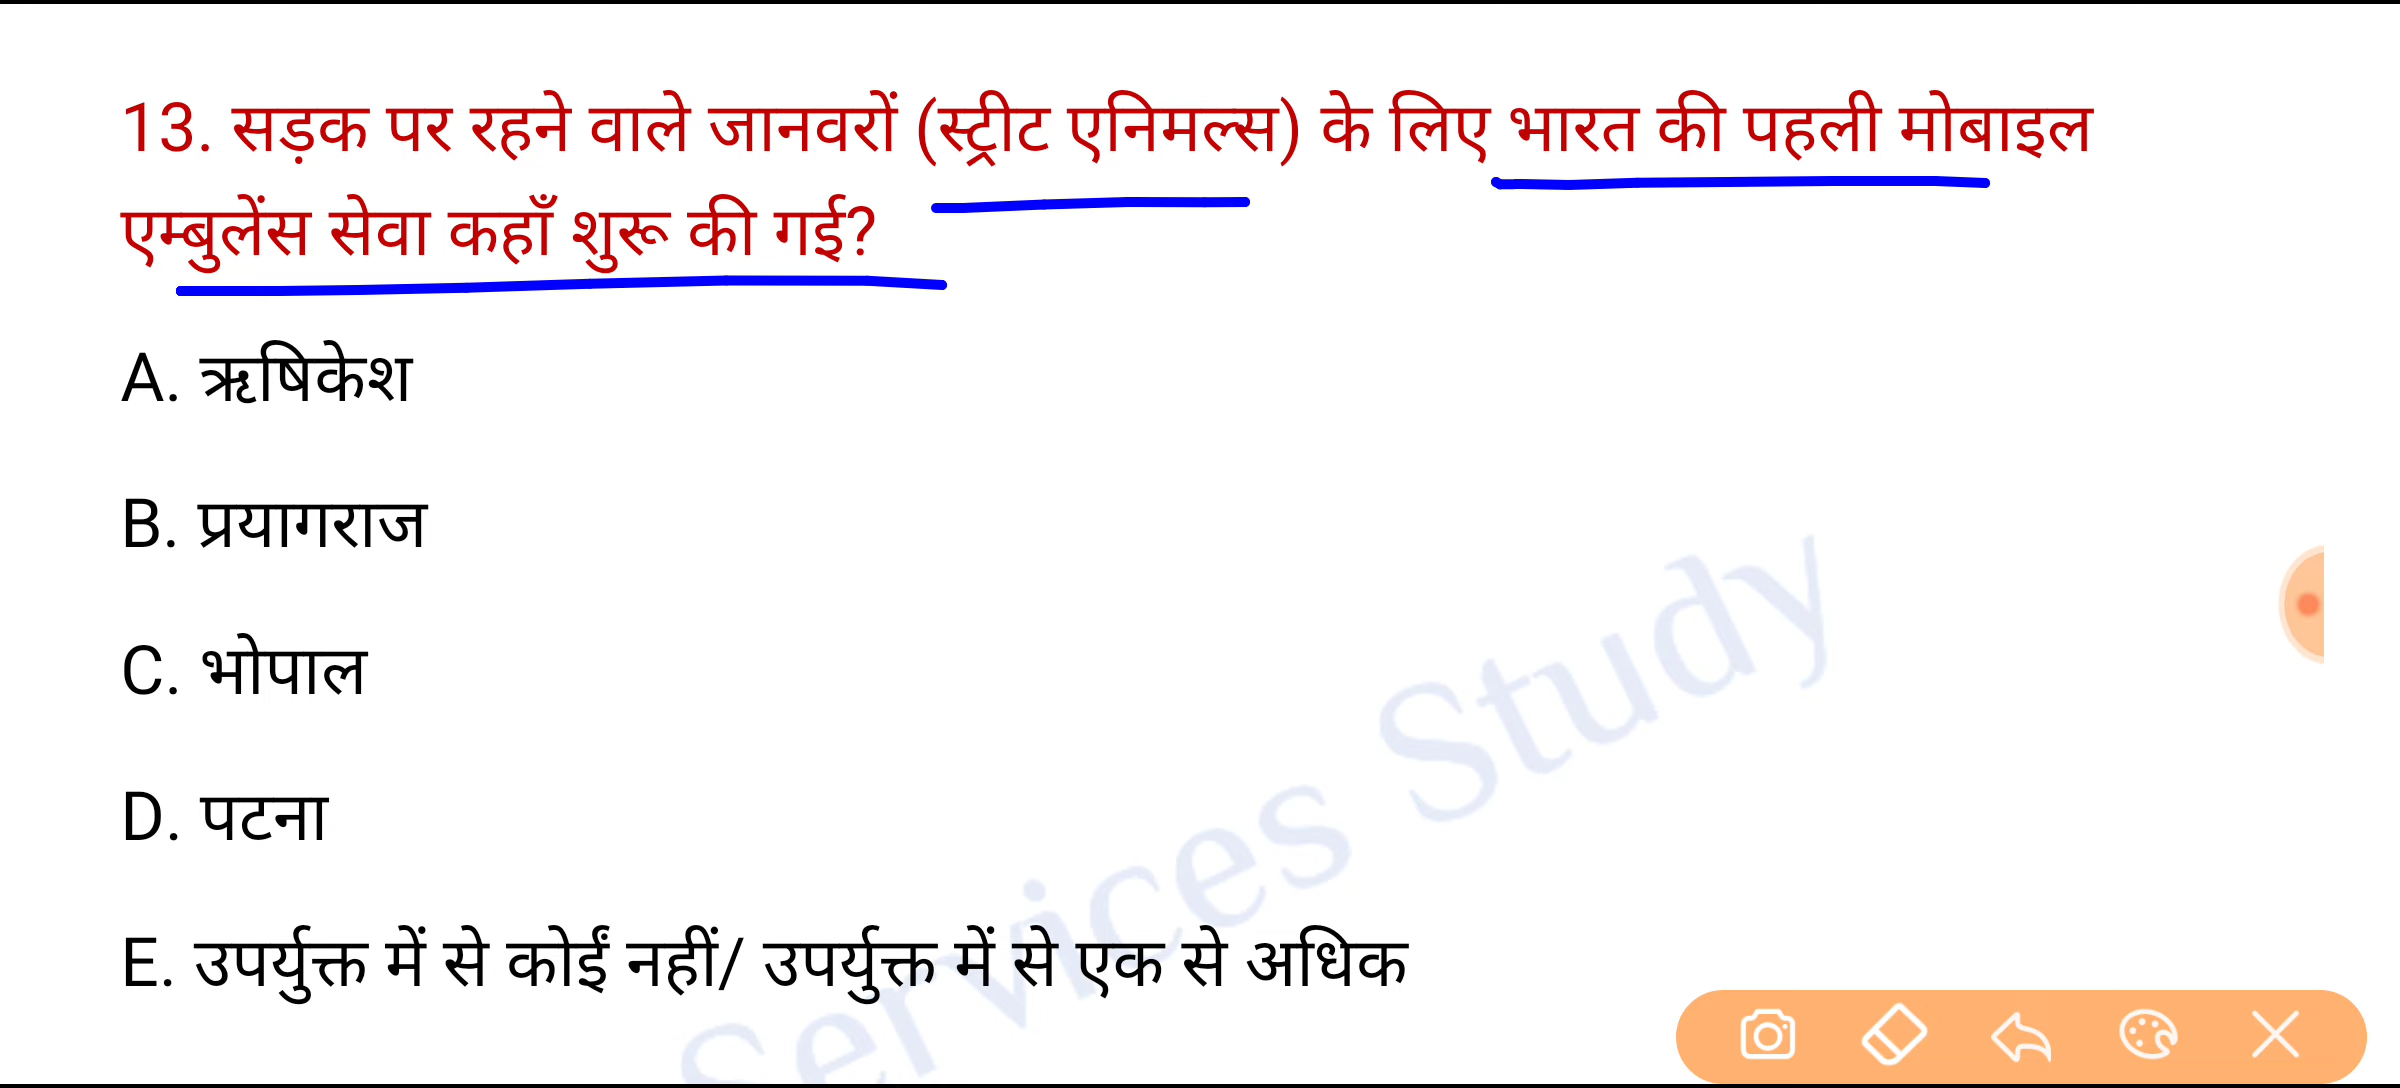 13. सड़क पर रहने वाले जानवरों (स्ट्रीट एनिमल्स) के लिए भारत की पहली मोबाइल
एम्बुलेंस सेवा कहाँ शुरू की गई?
A. ऋषिकेश
B. प्रयागराज
C. भोपाल
D. पटना
E. उपर्युक्त में से कोई नहीं/ उपर्युक्त में से एक से अधिक
Services Study